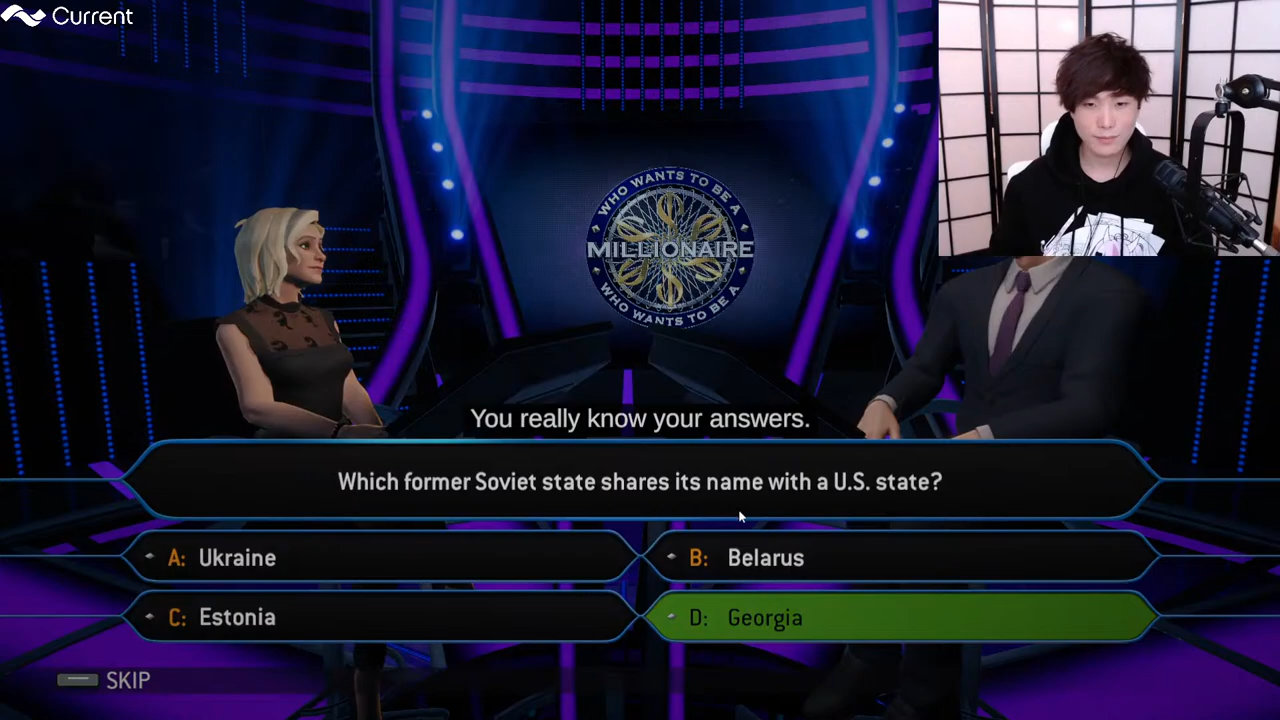 Current
WHO WANTS TO BE A
MILLIONAIRE
WHO WANTS TO BE A
You really know your answers.
Which former Soviet state shares its name with a U.S. state?
A: Ukraine
B: Belarus
C: Estonia
D: Georgia
SKIP